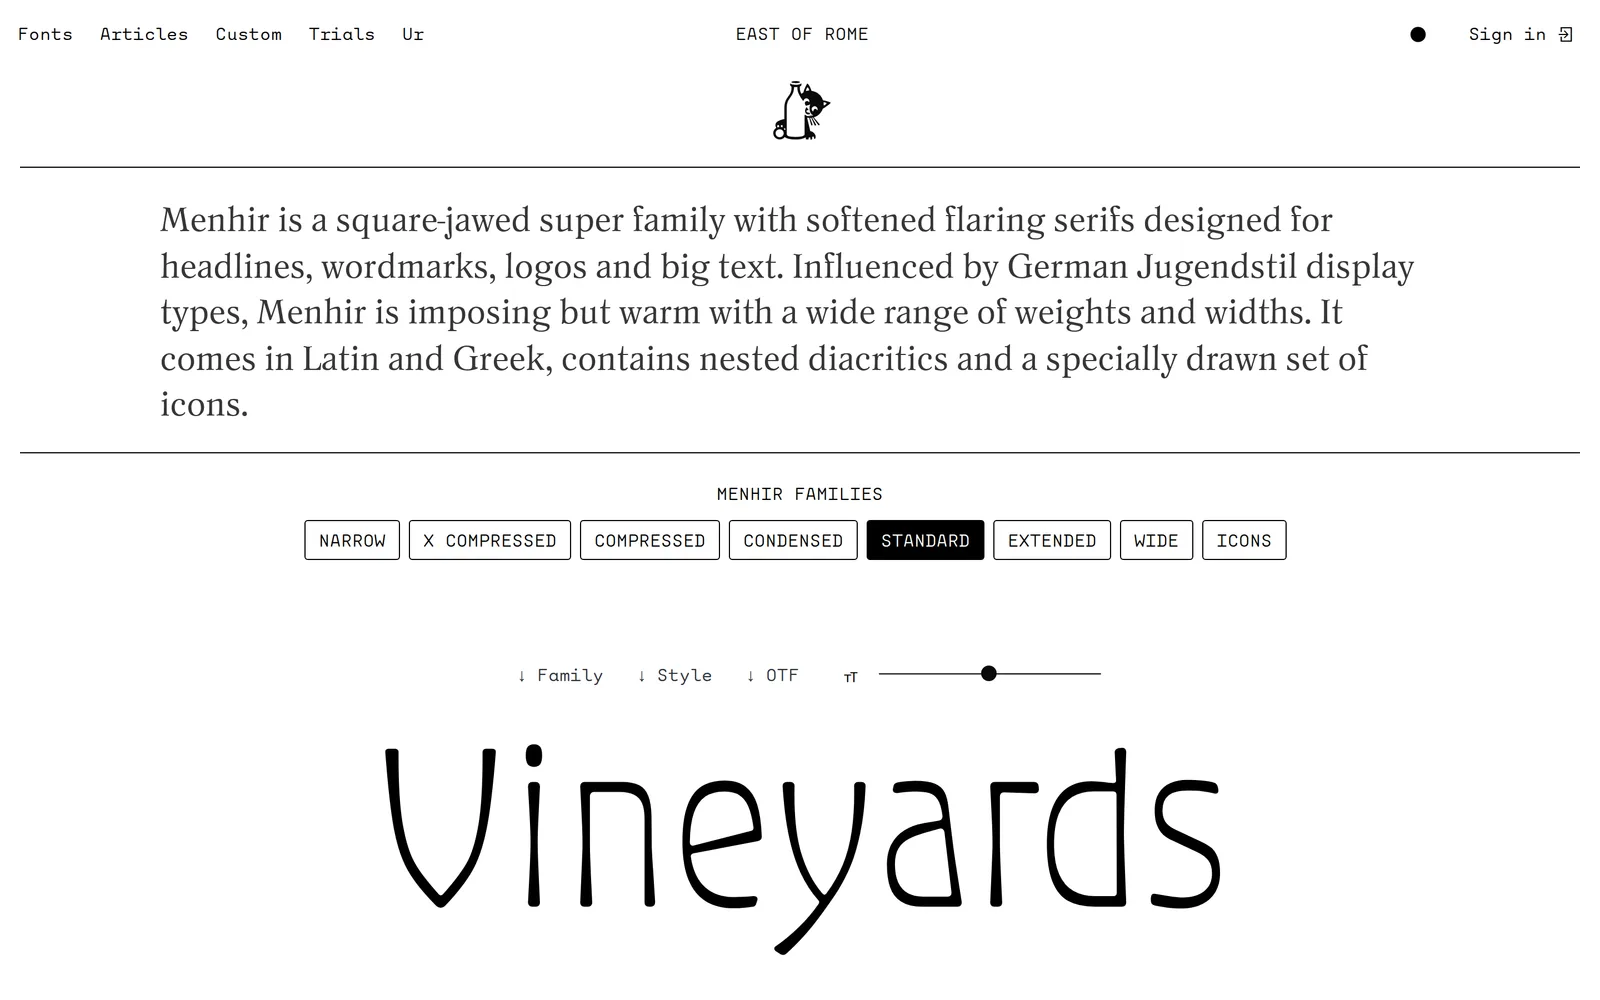 Fonts Articles Custom Trials Ur EAST OF ROME Sign in
Menhir is a square-jawed super family with softened flaring serifs designed for
headlines, wordmarks, logos and big text. Influenced by German Jugendstil display
types, Menhir is imposing but warm with a wide range of weights and widths. It
comes in Latin and Greek, contains nested diacritics and a specially drawn set of
icons.
MENHIR FAMILIES
NARROW X COMPRESSED COMPRESSED CONDENSED STANDARD EXTENDED WIDE ICONS
↓ Family ↓ Style ↓ OTF TT
Vineyards